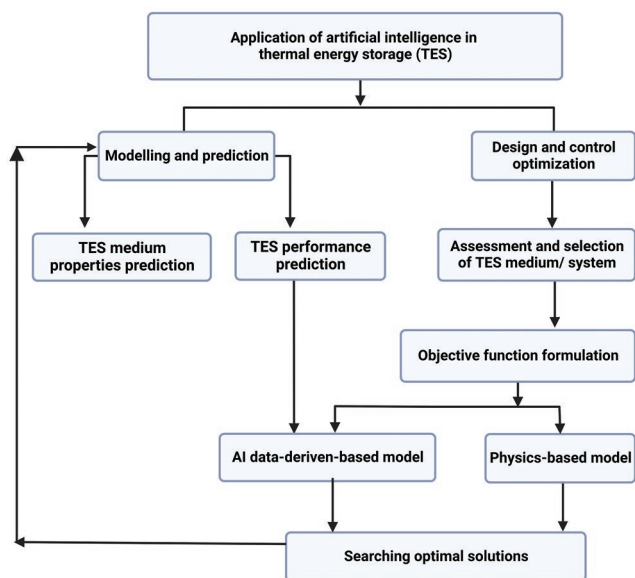 Application of artificial intelligence in
thermal energy storage (TES)
Modelling and prediction
Design and control
optimization
TES medium
properties prediction
TES performance
prediction
Assessment and selection
of TES medium/ system
Objective function formulation
AI data-deriven-based model
Physics-based model
Searching optimal solutions